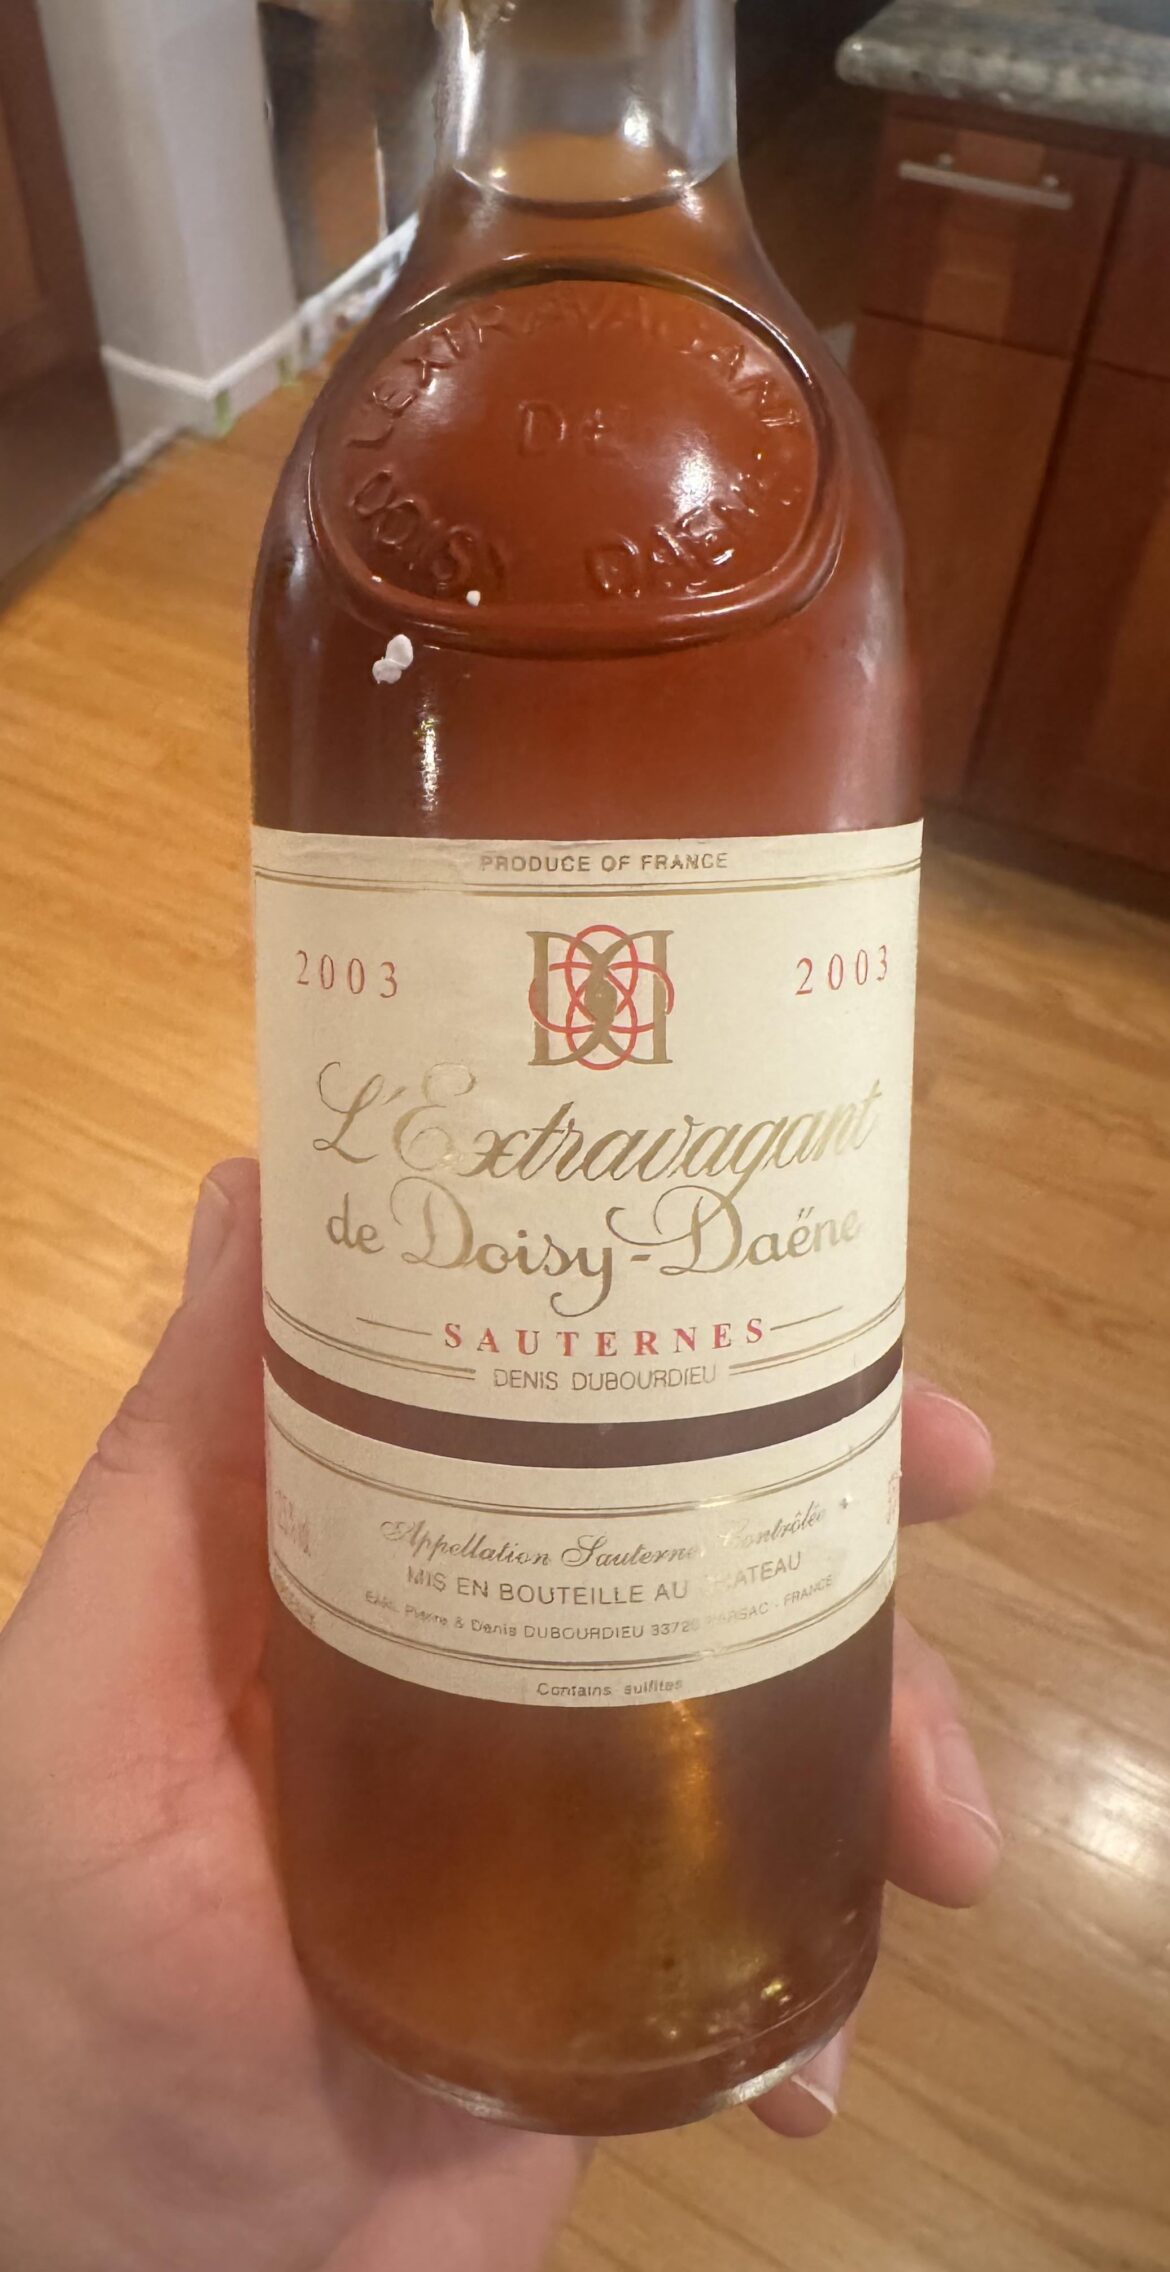 L'EXTRAVAGANT
DE
DOISY DAËNE
PRODUCE OF FRANCE
2003 2003
L'Extravagant
de Doisy-Daëne
SAUTERNES
DENIS DUBOURDIEU
Appellation Sauternes Contrôlée
MIS EN BOUTEILLE AU CHATEAU
EARL Pierre & Denis DUBOURDIEU 33720 BARSAC - FRANCE
Contains sulfites